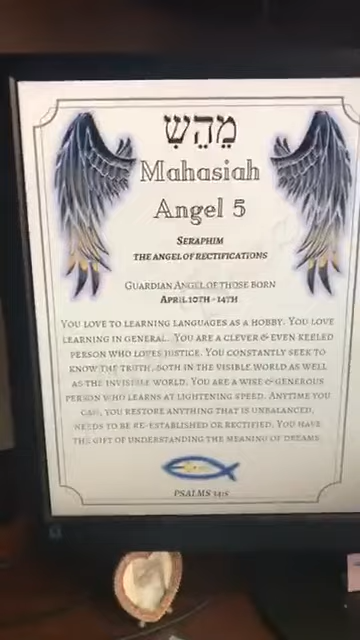 מַהֵשִׁ
Mahasiah
Angel 5
SERAPHIM
THE ANGEL OF RECTIFICATIONS
GUARDIAN ANGEL OF THOSE BORN
APRIL 10TH - 14TH
YOU LOVE TO LEARNING LANGUAGES AS A HOBBY. YOU LOVE
LEARNING IN GENERAL. YOU ARE A CLEVER & EVEN KEELED
PERSON WHO LOVES JUSTICE. YOU CONSTANTLY SEEK TO
KNOW THE TRUTH, BOTH IN THE VISIBLE WORLD AS WELL
AS THE INVISIBLE WORLD. YOU ARE A WISE & GENEROUS
PERSON WHO LEARNS AT LIGHTENING SPEED. ANYTIME YOU
CAN, YOU RESTORE ANYTHING THAT IS UNBALANCED,
NEEDS TO BE RE-ESTABLISHED OR RECTIFIED. YOU HAVE
THE GIFT OF UNDERSTANDING THE MEANING OF DREAMS.
PSALMS